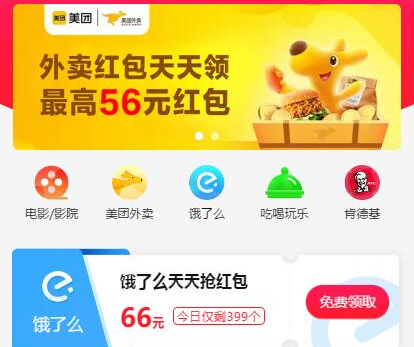 美团 美团 美团外卖
外卖红包天天领
最高56元红包
电影/影院 美团外卖 饿了么 吃喝玩乐 肯德基
KFC
饿了么天天抢红包
饿了么 66元 今日仅剩399个 免费领取